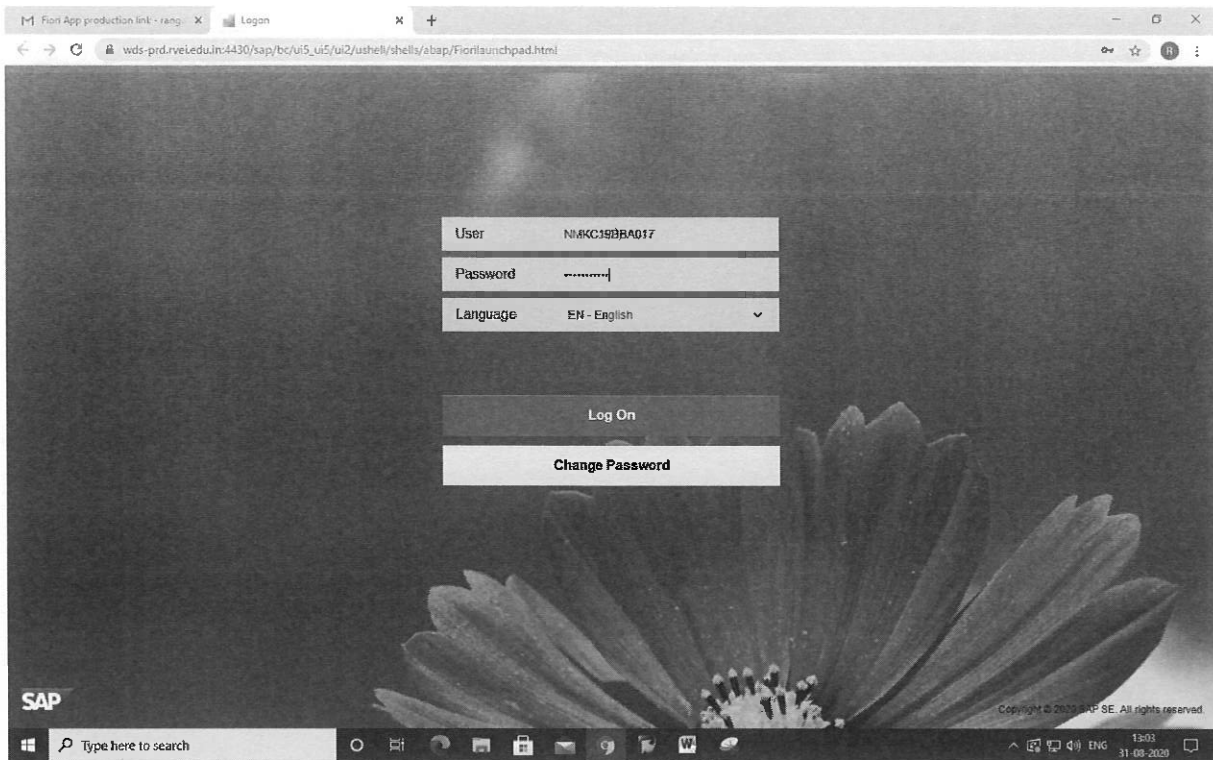 Fiori App production link - rang
Logon
wds-prd.rvei.edu.in:4430/sap/bc/ui5_ui5/ui2/ushell/shells/abap/Fiorilaunchpad.html
R
User NMKC19BBA017
Password
Language EN - English
Log On
Change Password
SAP
Copyright © 2020 SAP SE. All rights reserved.
Type here to search
ENG
13:03
31-08-2020